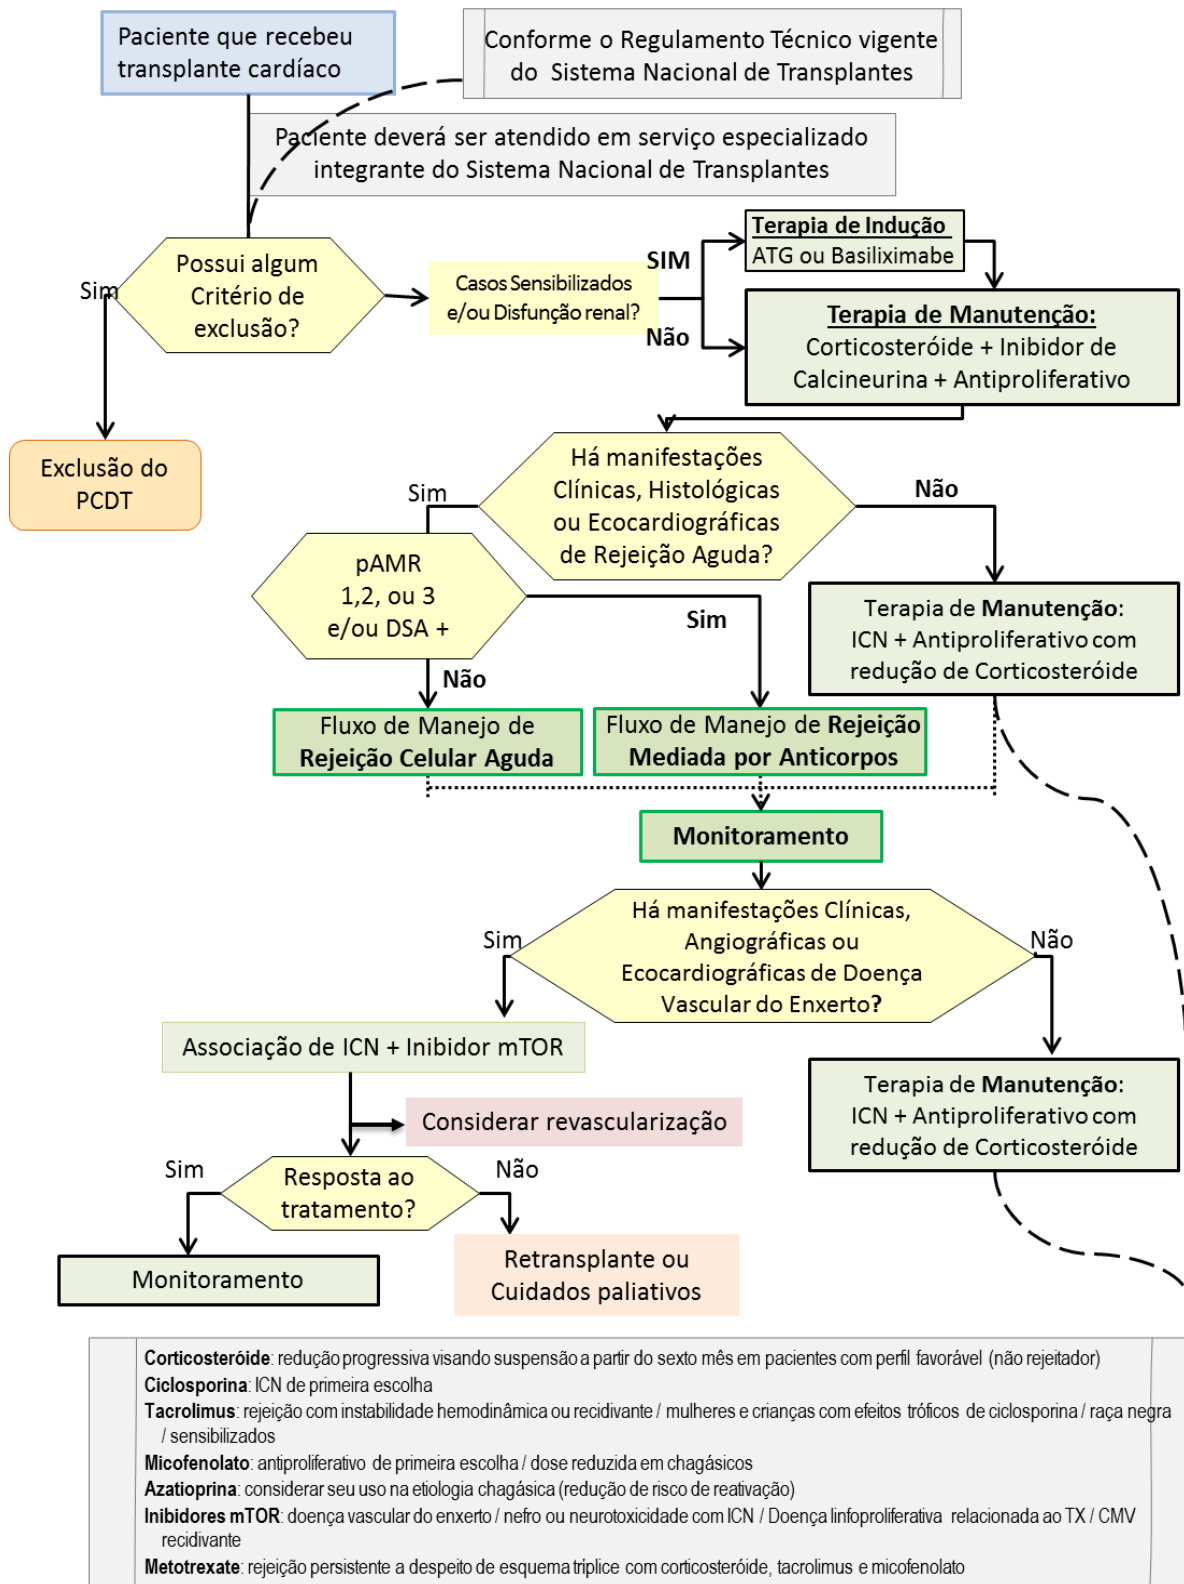 Paciente que recebeu
transplante cardíaco
Conforme o Regulamento Técnico vigente
do Sistema Nacional de Transplantes
Paciente deverá ser atendido em serviço especializado
integrante do Sistema Nacional de Transplantes
Possui algum
Critério de
exclusão?
Sim
Casos Sensibilizados
e/ou Disfunção renal?
SIM
Não
Terapia de Indução
ATG ou Basiliximabe
Terapia de Manutenção:
Corticosteróide + Inibidor de
Calcineurina + Antiproliferativo
Exclusão do
PCDT
Há manifestações
Clínicas, Histológicas
ou Ecocardiográficas
de Rejeição Aguda?
Sim
Não
pAMR
1,2, ou 3
e/ou DSA +
Sim
Não
Terapia de Manutenção:
ICN + Antiproliferativo com
redução de Corticosteróide
Fluxo de Manejo de
Rejeição Celular Aguda
Fluxo de Manejo de Rejeição
Mediada por Anticorpos
Monitoramento
Há manifestações Clínicas,
Angiográficas ou
Ecocardiográficas de Doença
Vascular do Enxerto?
Sim
Não
Associação de ICN + Inibidor mTOR
Considerar revascularização
Terapia de Manutenção:
ICN + Antiproliferativo com
redução de Corticosteróide
Resposta ao
tratamento?
Sim
Não
Monitoramento
Retransplante ou
Cuidados paliativos
Corticosteróide: redução progressiva visando suspensão a partir do sexto mês em pacientes com perfil favorável (não rejeitador)
Ciclosporina: ICN de primeira escolha
Tacrolimus: rejeição com instabilidade hemodinâmica ou recidivante / mulheres e crianças com efeitos tróficos de ciclosporina / raça negra
/ sensibilizados
Micofenolato: antiproliferativo de primeira escolha / dose reduzida em chagásicos
Azatioprina: considerar seu uso na etiologia chagásica (redução de risco de reativação)
Inibidores mTOR: doença vascular do enxerto / nefro ou neurotoxicidade com ICN / Doença linfoproliferativa relacionada ao TX / CMV
recidivante
Metotrexate: rejeição persistente a despeito de esquema tríplice com corticosteróide, tacrolimus e micofenolato